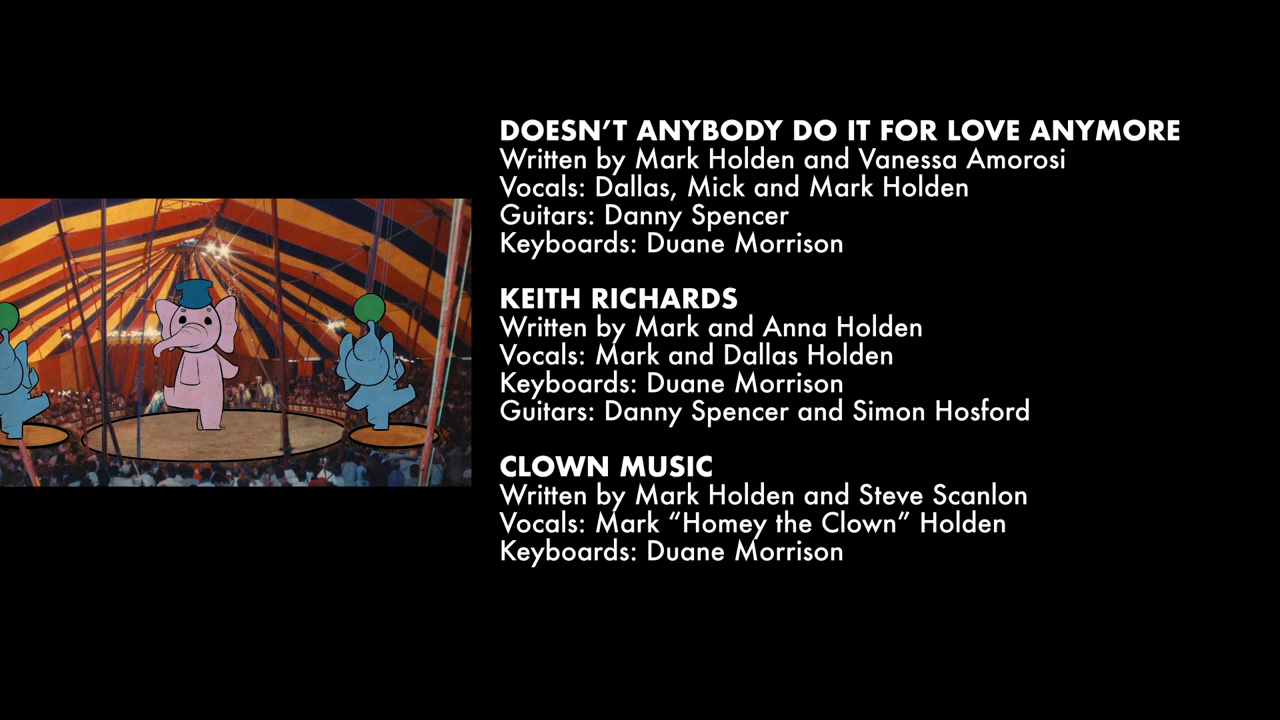 DOESN'T ANYBODY DO IT FOR LOVE ANYMORE
Written by Mark Holden and Vanessa Amorosi
Vocals: Dallas, Mick and Mark Holden
Guitars: Danny Spencer
Keyboards: Duane Morrison
KEITH RICHARDS
Written by Mark and Anna Holden
Vocals: Mark and Dallas Holden
Keyboards: Duane Morrison
Guitars: Danny Spencer and Simon Hosford
CLOWN MUSIC
Written by Mark Holden and Steve Scanlon
Vocals: Mark “Homey the Clown” Holden
Keyboards: Duane Morrison